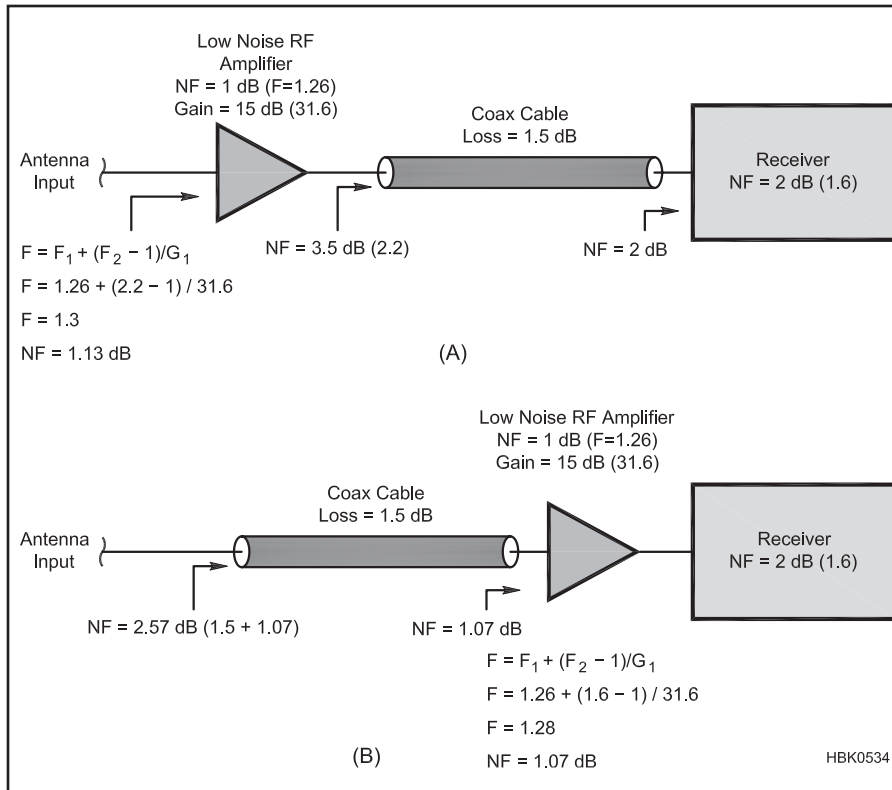 Low Noise RF
Amplifier
NF = 1 dB (F=1.26)
Gain = 15 dB (31.6)
Coax Cable
Loss = 1.5 dB
Antenna
Input
Receiver
NF = 2 dB (1.6)
NF = 3.5 dB (2.2)
NF = 2 dB
F = F₁ + (F₂ − 1)/G₁
F = 1.26 + (2.2 − 1) / 31.6
F = 1.3
NF = 1.13 dB
(A)
Low Noise RF Amplifier
NF = 1 dB (F=1.26)
Gain = 15 dB (31.6)
Coax Cable
Loss = 1.5 dB
Antenna
Input
Receiver
NF = 2 dB (1.6)
NF = 2.57 dB (1.5 + 1.07)
NF = 1.07 dB
F = F₁ + (F₂ − 1)/G₁
F = 1.26 + (1.6 − 1) / 31.6
F = 1.28
NF = 1.07 dB
(B)
HBK0534